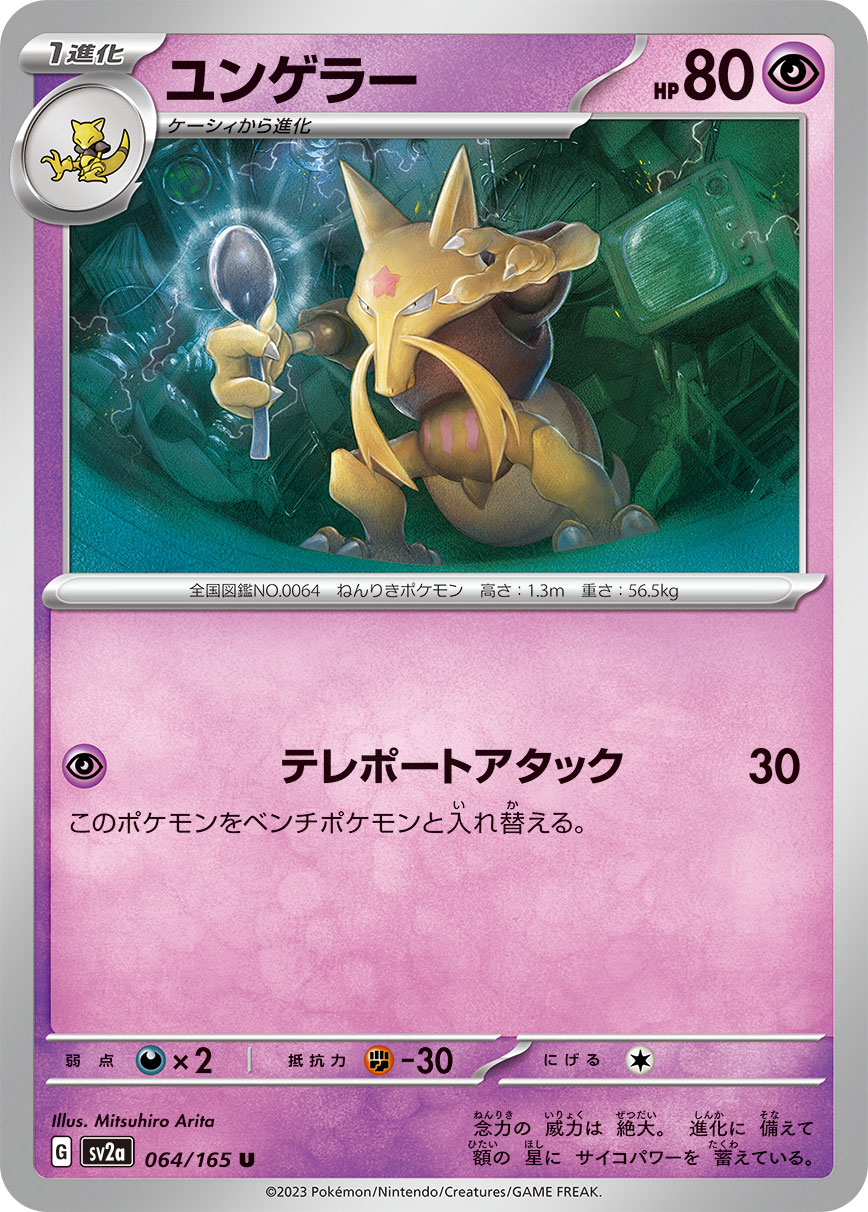 1進化
ユンゲラー
HP80
ケーシィから進化
全国図鑑NO.0064 ねんりきポケモン 高さ：1.3m 重さ：56.5kg
テレポートアタック 30
このポケモンをベンチポケモンと入れ替える。
弱点 ×2 抵抗力 -30 にげる
Illus. Mitsuhiro Arita
念力の 威力は 絶大。 進化に 備えて
額の 星に サイコパワーを 蓄えている。
G sv2a 064/165 U
©2023 Pokémon/Nintendo/Creatures/GAME FREAK.